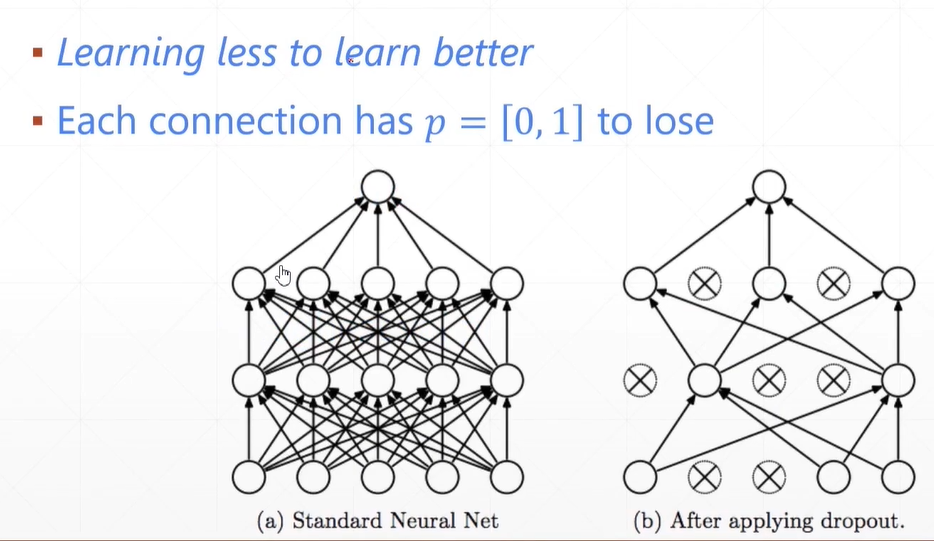 Learning less to learn better
Each connection has p = [0, 1] to lose
(a) Standard Neural Net
(b) After applying dropout.